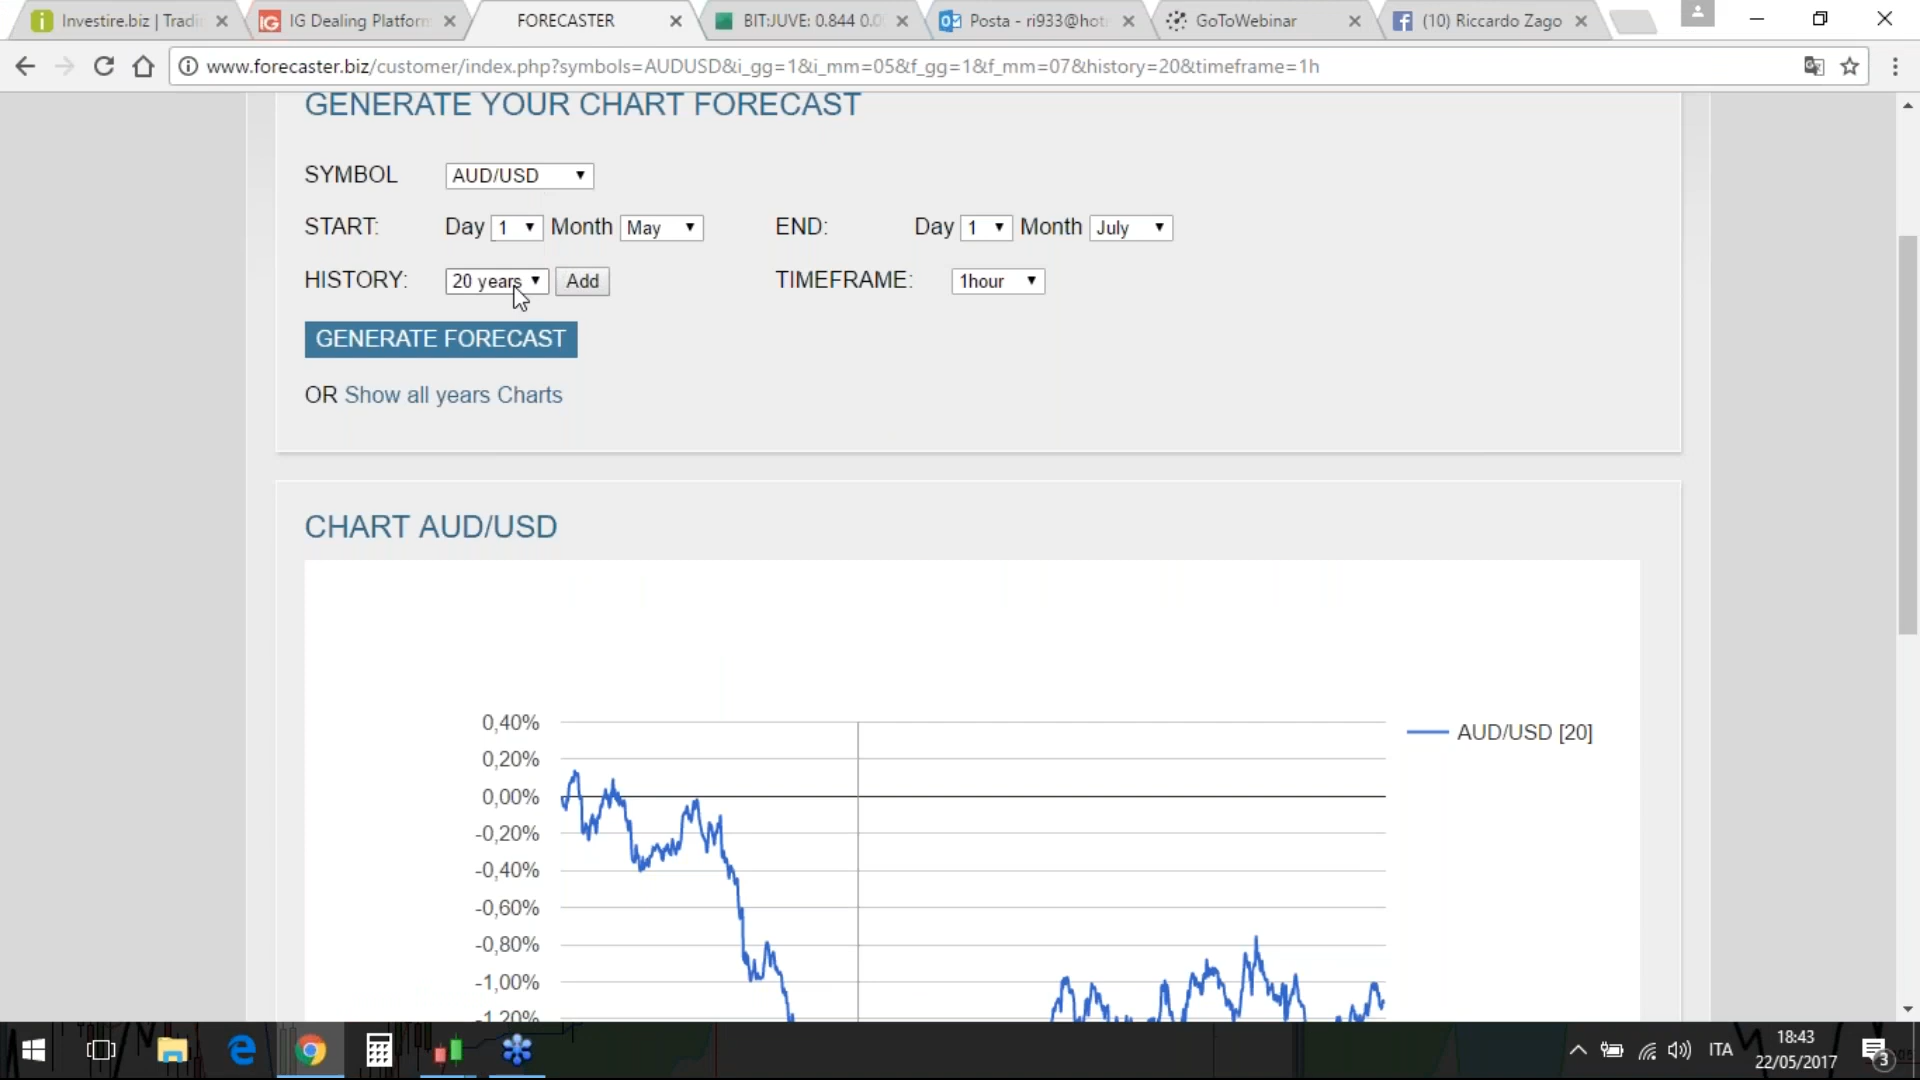 Investire.biz | Tradi
IG Dealing Platform
FORECASTER
BIT:JUVE: 0.844 0.0
Posta - ri933@hot
GoToWebinar
(10) Riccardo Zago
www.forecaster.biz/customer/index.php?symbols=AUDUSD&i_gg=1&i_mm=05&f_gg=1&f_mm=07&history=20&timeframe=1h
GENERATE YOUR CHART FORECAST
SYMBOL AUD/USD
START: Day 1 Month May END: Day 1 Month July
HISTORY: 20 years Add TIMEFRAME: 1hour
GENERATE FORECAST
OR Show all years Charts
CHART AUD/USD
0,40%
AUD/USD [20]
0,20%
0,00%
-0,20%
-0,40%
-0,60%
-0,80%
-1,00%
-1,20%
ITA
18:43
22/05/2017
3